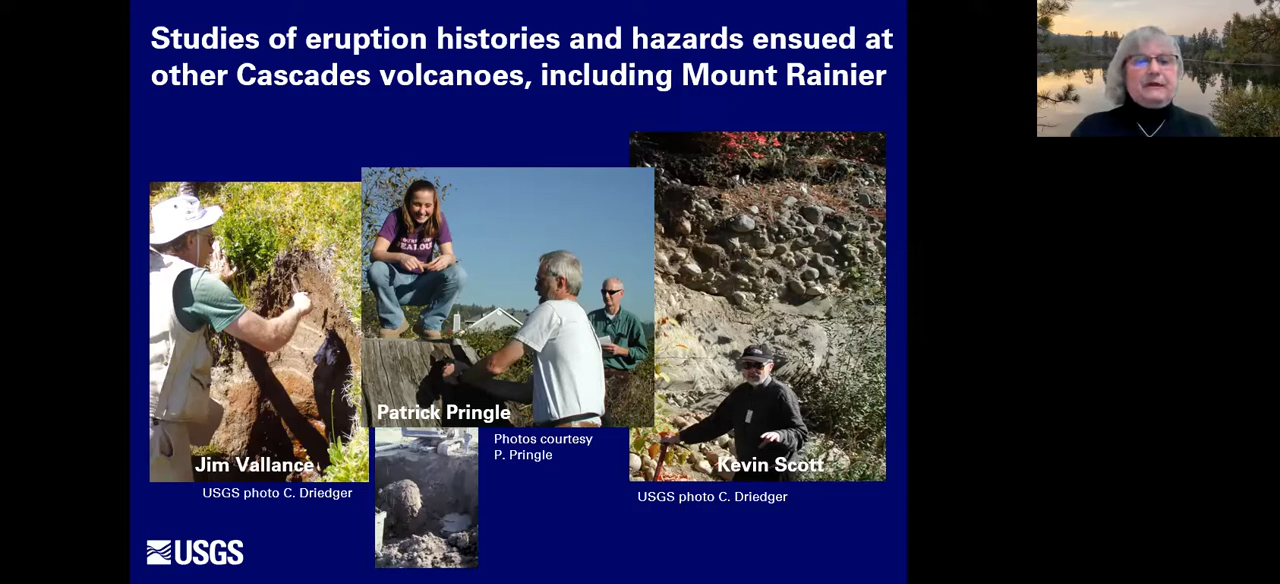 Studies of eruption histories and hazards ensued at
other Cascades volcanoes, including Mount Rainier
Patrick Pringle
Photos courtesy
P. Pringle
Jim Vallance
Kevin Scott
USGS photo C. Driedger
USGS photo C. Driedger
USGS